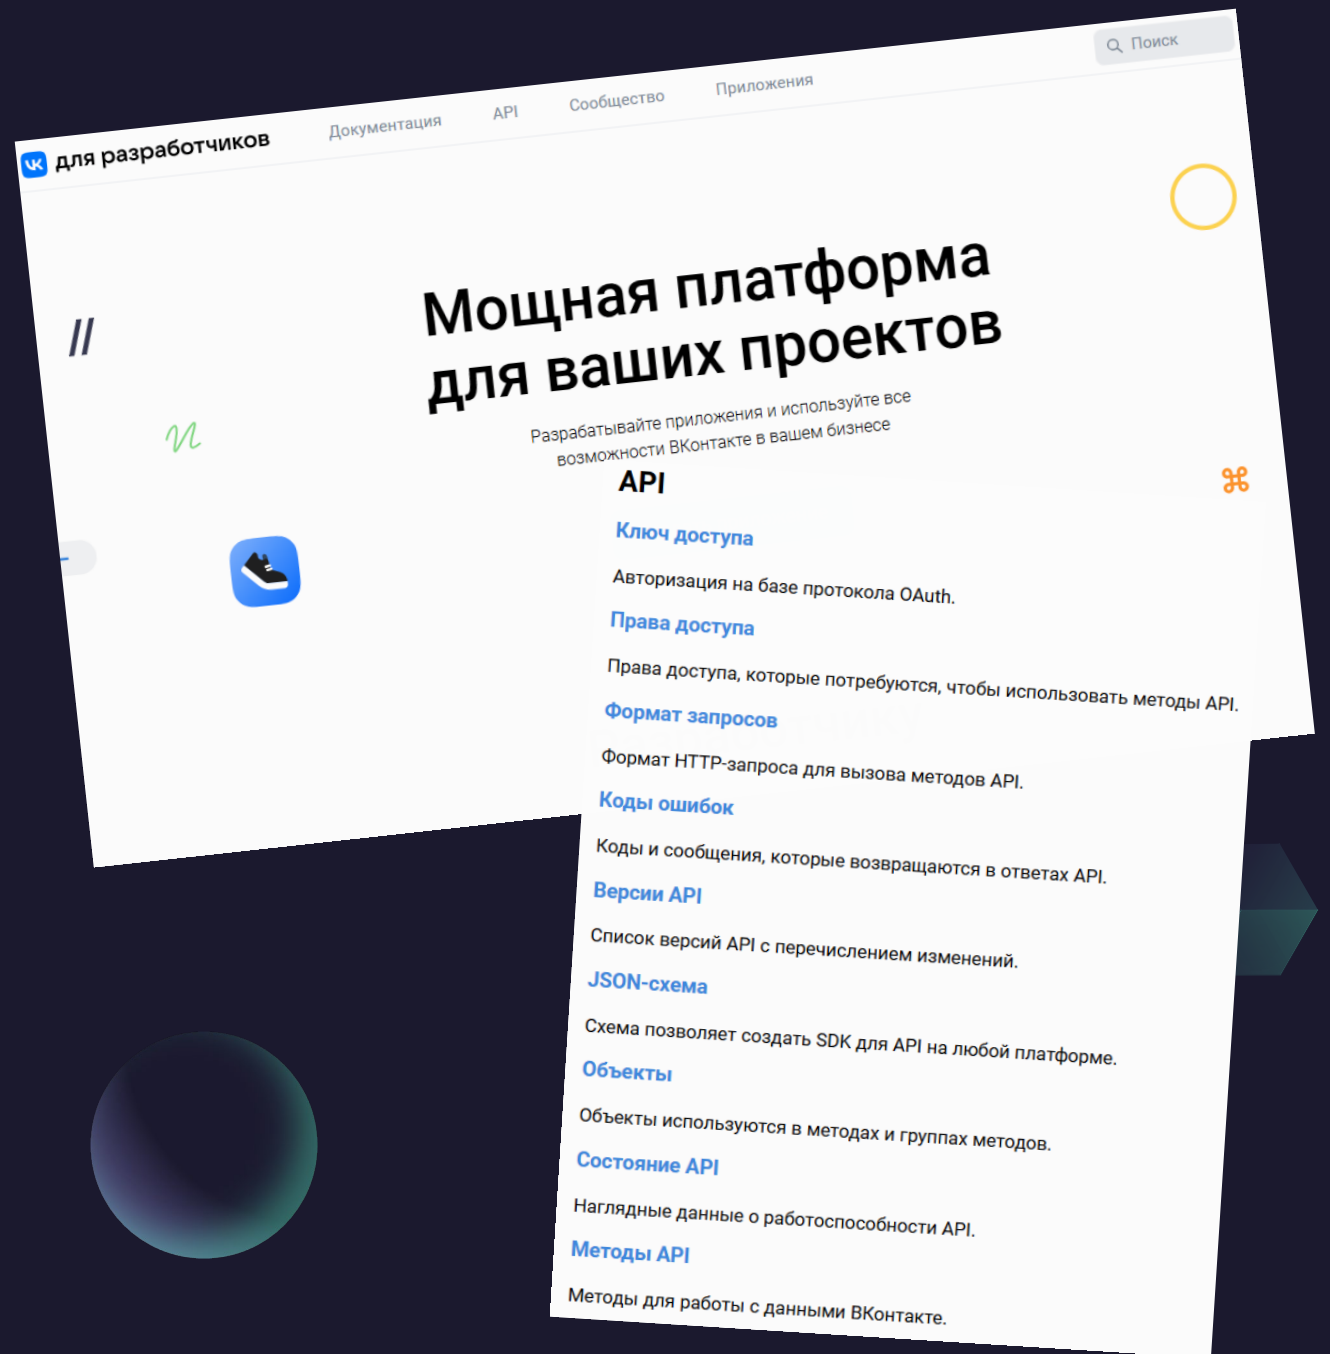 для разработчиков
Документация
API
Сообщество
Приложения
Поиск
Мощная платформа
для ваших проектов
Разрабатывайте приложения и используйте все
возможности ВКонтакте в вашем бизнесе
API
Ключ доступа
Авторизация на базе протокола OAuth.
Права доступа
Права доступа, которые потребуются, чтобы использовать методы API.
Формат запросов
Формат HTTP-запроса для вызова методов API.
Коды ошибок
Коды и сообщения, которые возвращаются в ответах API.
Версии API
Список версий API с перечислением изменений.
JSON-схема
Схема позволяет создать SDK для API на любой платформе.
Объекты
Объекты используются в методах и группах методов.
Состояние API
Наглядные данные о работоспособности API.
Методы API
Методы для работы с данными ВКонтакте.